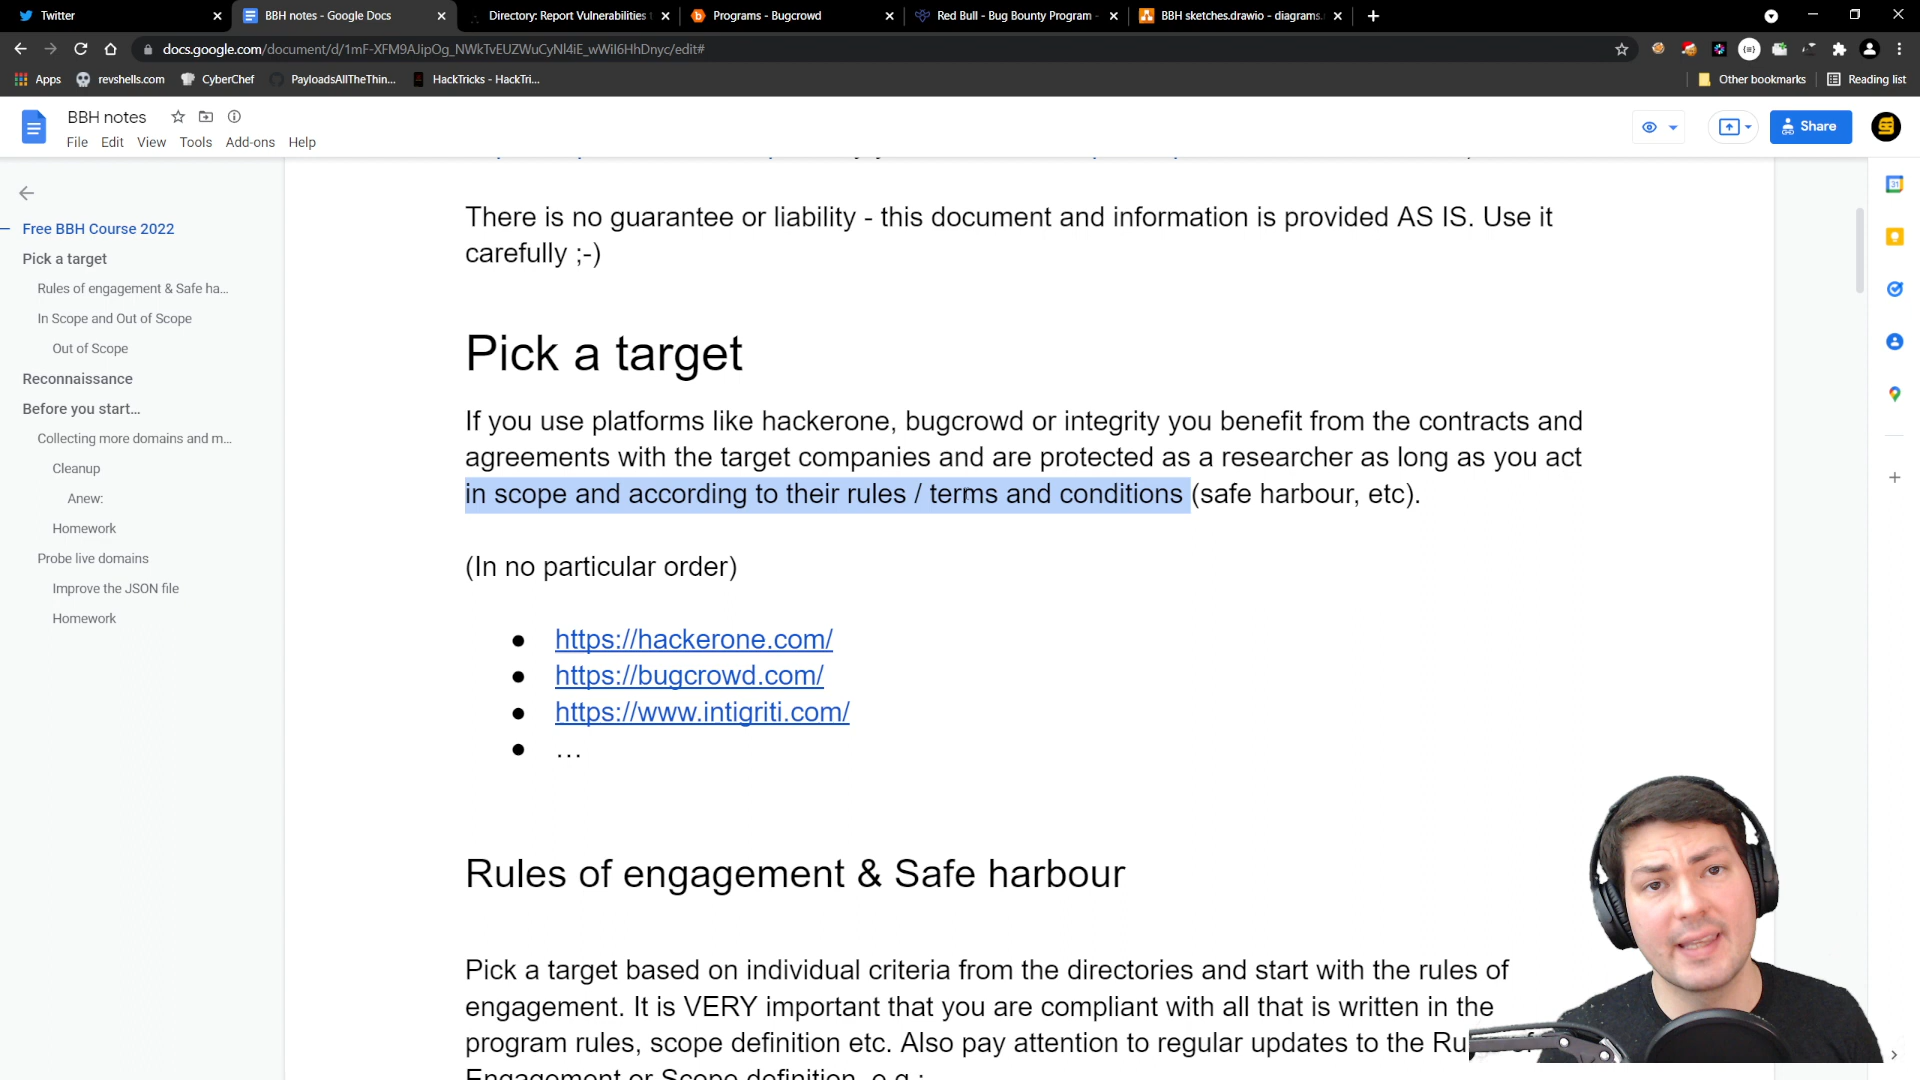 Twitter
BBH notes - Google Docs
Directory: Report Vulnerabilities
Programs - Bugcrowd
Red Bull - Bug Bounty Program -
BBH sketches.drawio - diagrams.
docs.google.com/document/d/1mF-XFM9AJipOg_NWkTvEUZWuCyNl4iE_wWil6HhDnyc/edit#
Apps
revshells.com
CyberChef
PayloadsAllTheThin...
HackTricks - HackTri...
Other bookmarks
Reading list
BBH notes
File Edit View Tools Add-ons Help
Share
Free BBH Course 2022
Pick a target
Rules of engagement & Safe ha...
In Scope and Out of Scope
Out of Scope
Reconnaissance
Before you start...
Collecting more domains and m...
Cleanup
Anew:
Homework
Probe live domains
Improve the JSON file
Homework
There is no guarantee or liability - this document and information is provided AS IS. Use it
carefully ;-)
Pick a target
If you use platforms like hackerone, bugcrowd or integrity you benefit from the contracts and
agreements with the target companies and are protected as a researcher as long as you act
in scope and according to their rules / terms and conditions (safe harbour, etc).
(In no particular order)
● https://hackerone.com/
● https://bugcrowd.com/
● https://www.intigriti.com/
● ...
Rules of engagement & Safe harbour
Pick a target based on individual criteria from the directories and start with the rules of
engagement. It is VERY important that you are compliant with all that is written in the
program rules, scope definition etc. Also pay attention to regular updates to the Ru
Engagement or Scope definition, e.g.: